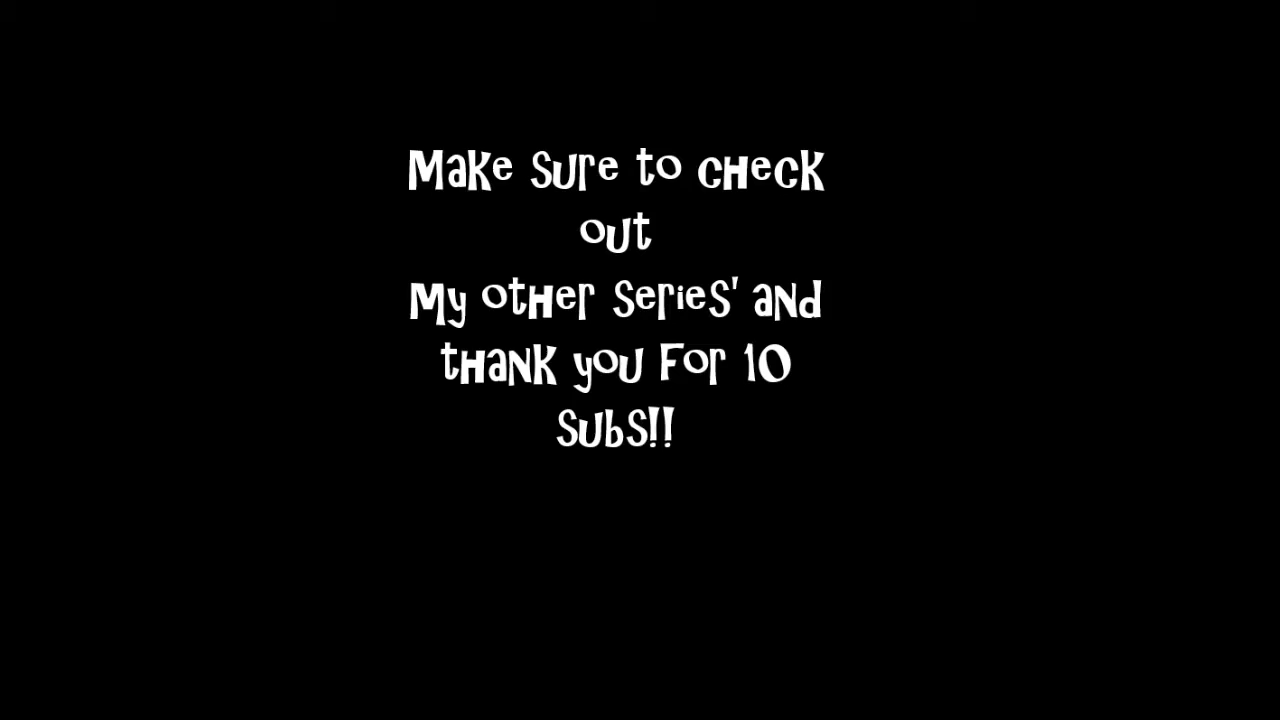 Make sure to check
out
My other series' and
thank you for 10
subs!!